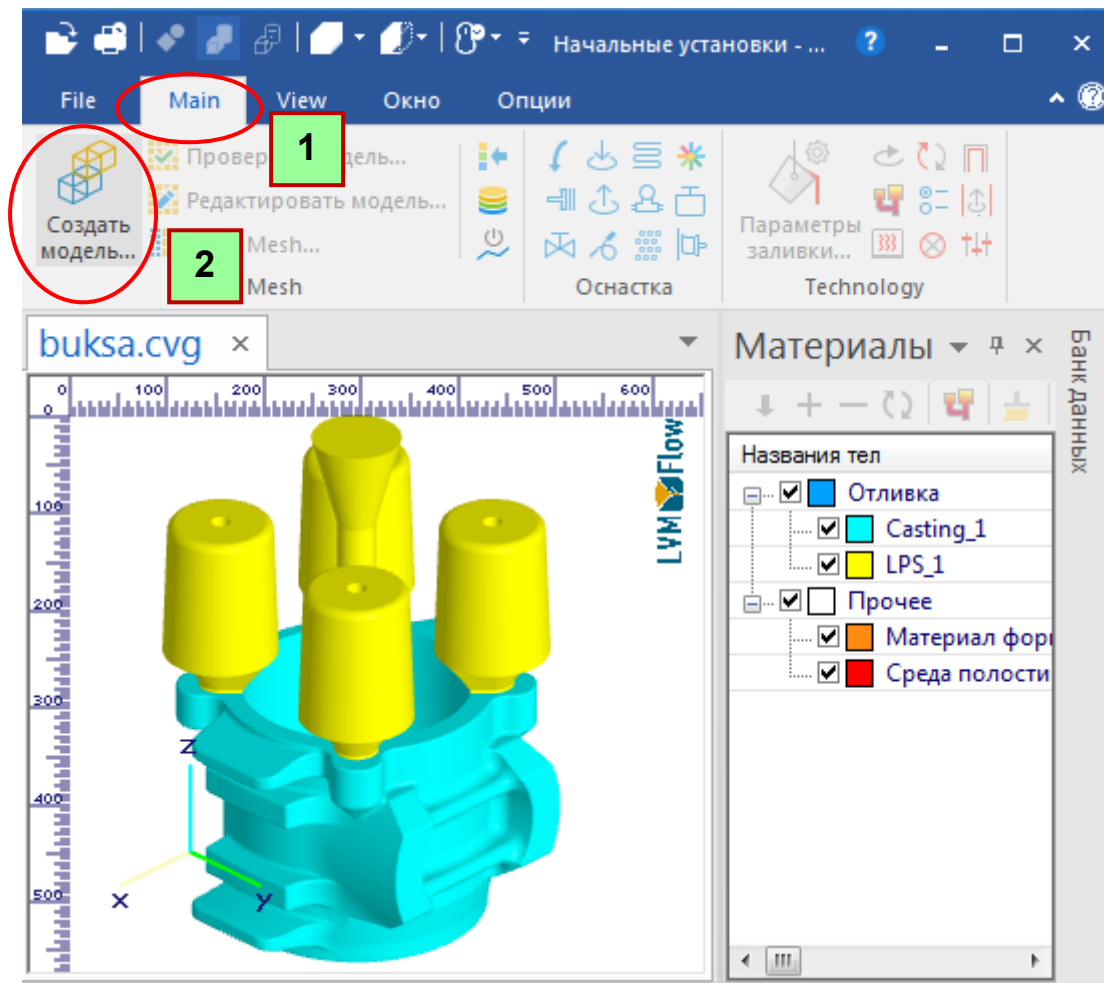 Начальные установки - ...
File Main View Окно Опции
1
Создать
модель...
Редактировать модель...
2
Mesh...
Mesh
Параметры
заливки...
Оснастка
Technology
buksa.cvg
Материалы
Банк данных
0 100 200 300 400 500 600
0
100
200
300
400
500
LVMFlow
Z
X
Y
Названия тел
Отливка
Casting_1
LPS_1
Прочее
Материал
Среда полости